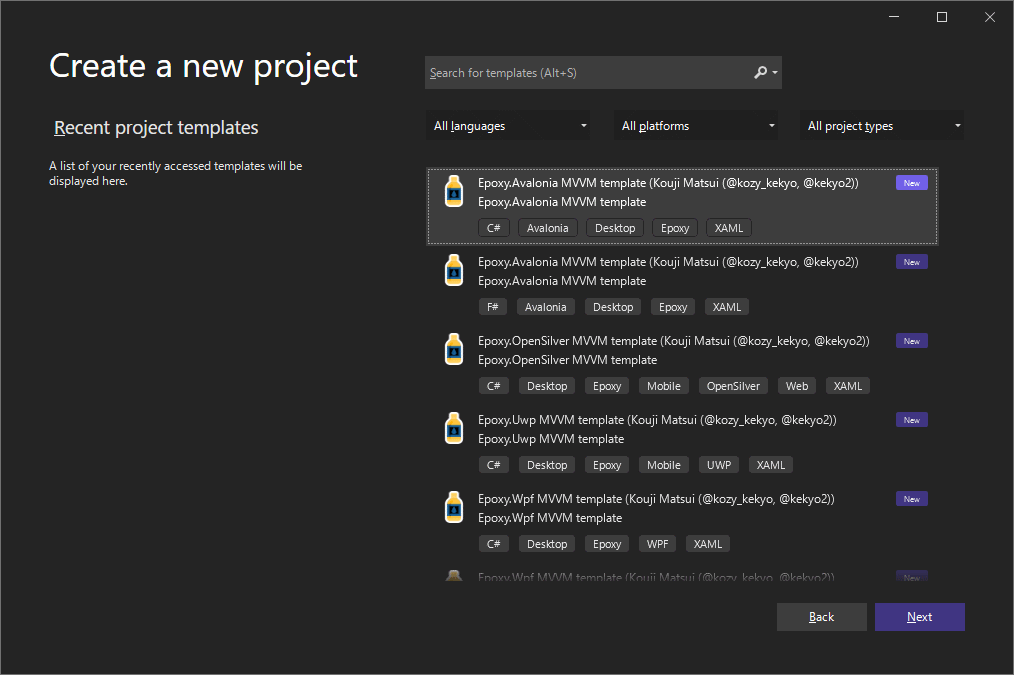 Create a new project
Search for templates (Alt+S)
Recent project templates
All languages
All platforms
All project types
A list of your recently accessed templates will be
displayed here.
Epoxy.Avalonia MVVM template (Kouji Matsui (@kozy_kekyo, @kekyo2))
New
Epoxy.Avalonia MVVM template
C#
Avalonia
Desktop
Epoxy
XAML
Epoxy.Avalonia MVVM template (Kouji Matsui (@kozy_kekyo, @kekyo2))
New
Epoxy.Avalonia MVVM template
F#
Avalonia
Desktop
Epoxy
XAML
Epoxy.OpenSilver MVVM template (Kouji Matsui (@kozy_kekyo, @kekyo2))
New
Epoxy.OpenSilver MVVM template
C#
Desktop
Epoxy
Mobile
OpenSilver
Web
XAML
Epoxy.Uwp MVVM template (Kouji Matsui (@kozy_kekyo, @kekyo2))
New
Epoxy.Uwp MVVM template
C#
Desktop
Epoxy
Mobile
UWP
XAML
Epoxy.Wpf MVVM template (Kouji Matsui (@kozy_kekyo, @kekyo2))
New
Epoxy.Wpf MVVM template
C#
Desktop
Epoxy
WPF
XAML
Epoxy.Wpf MVVM template (Kouji Matsui (@kozy_kekyo, @kekyo2))
New
Back
Next